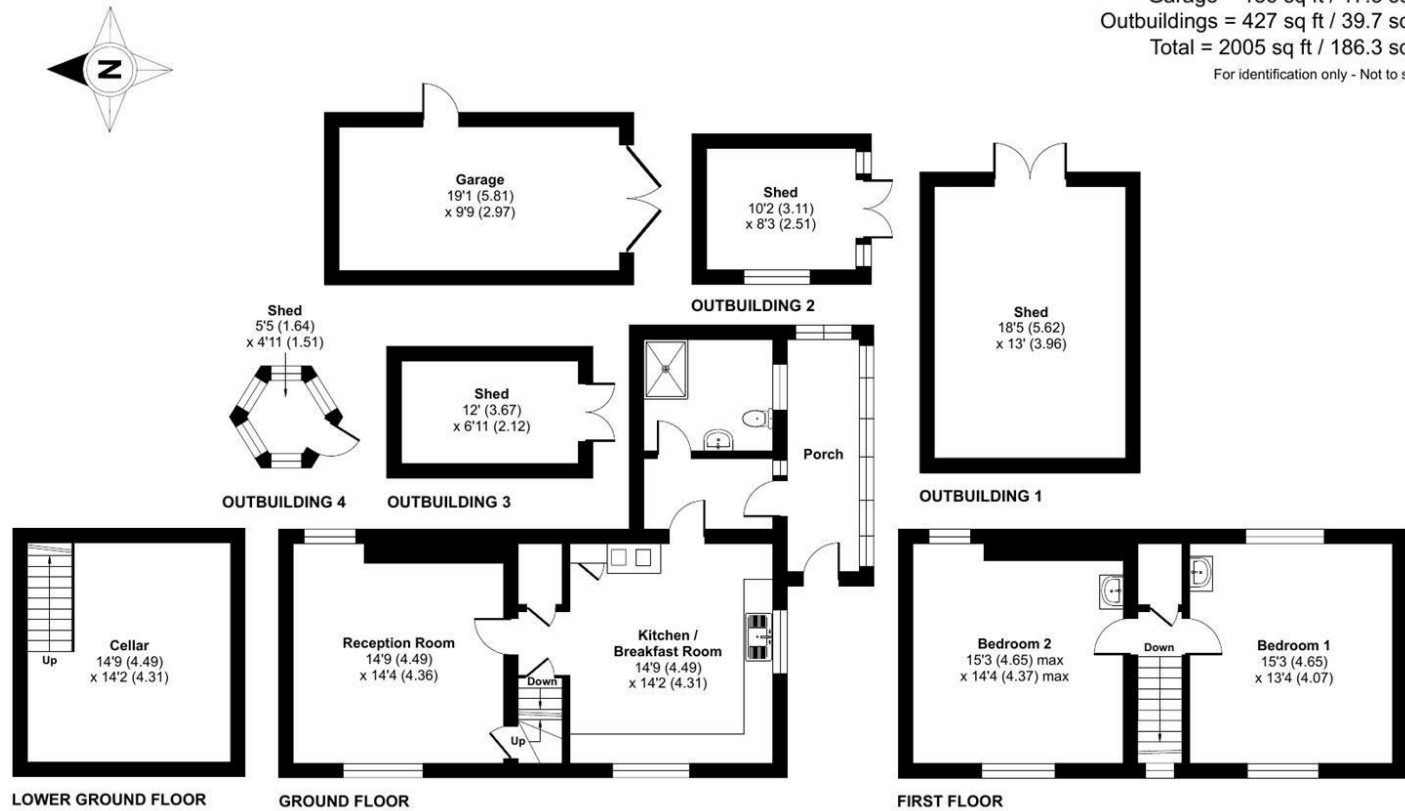 Outbuildings = 427 sq ft / 39.7 sq
Total = 2005 sq ft / 186.3 sq
For identification only - Not to s
N
Garage
19'1 (5.81)
x 9'9 (2.97)
Shed
10'2 (3.11)
x 8'3 (2.51)
OUTBUILDING 2
Shed
18'5 (5.62)
x 13' (3.96)
OUTBUILDING 1
Shed
5'5 (1.64)
x 4'11 (1.51)
OUTBUILDING 4
Shed
12' (3.67)
x 6'11 (2.12)
OUTBUILDING 3
Porch
Up
Cellar
14'9 (4.49)
x 14'2 (4.31)
LOWER GROUND FLOOR
Reception Room
14'9 (4.49)
x 14'4 (4.36)
Down
Up
Kitchen /
Breakfast Room
14'9 (4.49)
x 14'2 (4.31)
GROUND FLOOR
Bedroom 2
15'3 (4.65) max
x 14'4 (4.37) max
Down
Bedroom 1
15'3 (4.65)
x 13'4 (4.07)
FIRST FLOOR